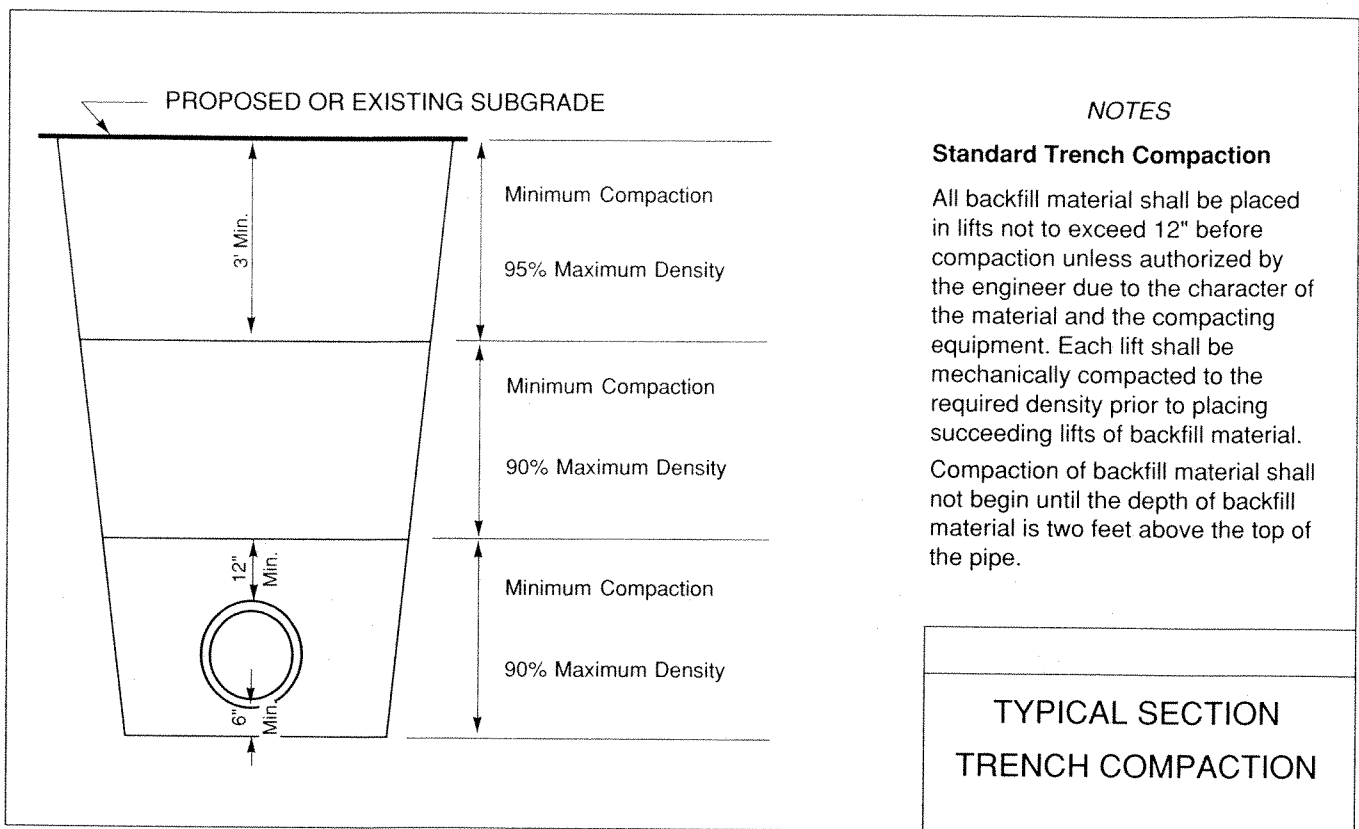 PROPOSED OR EXISTING SUBGRADE
3' Min.
Minimum Compaction
95% Maximum Density
Minimum Compaction
90% Maximum Density
12"
Min.
Minimum Compaction
90% Maximum Density
6"
Min.
NOTES
Standard Trench Compaction
All backfill material shall be placed
in lifts not to exceed 12" before
compaction unless authorized by
the engineer due to the character of
the material and the compacting
equipment. Each lift shall be
mechanically compacted to the
required density prior to placing
succeeding lifts of backfill material.
Compaction of backfill material shall
not begin until the depth of backfill
material is two feet above the top of
the pipe.
TYPICAL SECTION
TRENCH COMPACTION